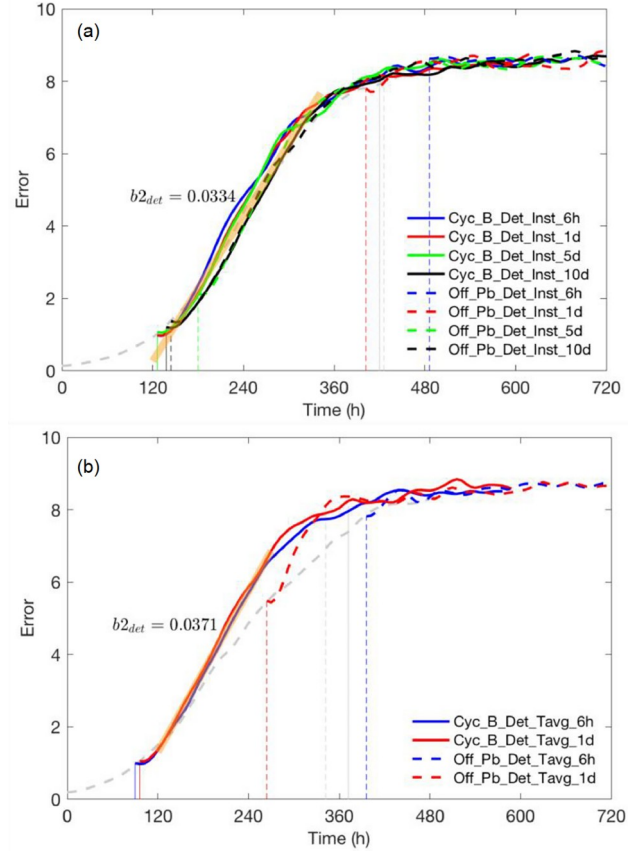 (a)
10
8
6
4
2
0
Error
b2det = 0.0334
Cyc_B_Det_Inst_6h
Cyc_B_Det_Inst_1d
Cyc_B_Det_Inst_5d
Cyc_B_Det_Inst_10d
Off_Pb_Det_Inst_6h
Off_Pb_Det_Inst_1d
Off_Pb_Det_Inst_5d
Off_Pb_Det_Inst_10d
0 120 240 360 480 600 720
Time (h)
(b)
10
8
6
4
2
0
Error
b2det = 0.0371
Cyc_B_Det_Tavg_6h
Cyc_B_Det_Tavg_1d
Off_Pb_Det_Tavg_6h
Off_Pb_Det_Tavg_1d
0 120 240 360 480 600 720
Time (h)